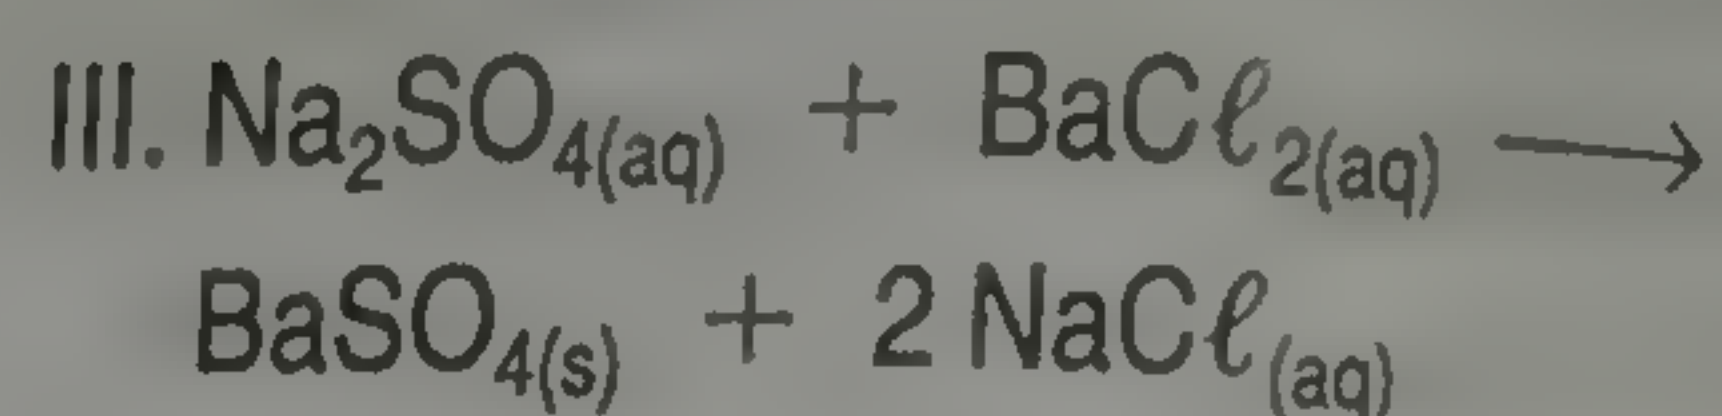 III. Na₂SO₄₍aq₎ + BaCℓ₂₍aq₎ ⟶
BaSO₄₍s₎ + 2 NaCℓ₍aq₎